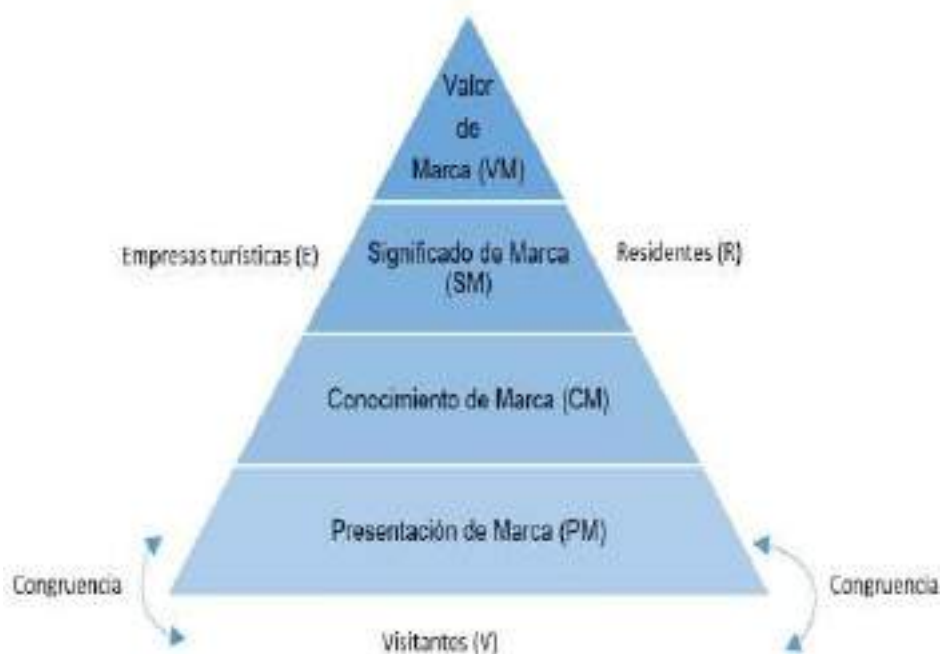 Valor
de
Marca (VM)
Empresas turísticas (E)
Significado de Marca
(SM)
Residentes (R)
Conocimiento de Marca (CM)
Presentación de Marca (PM)
Congruencia
Congruencia
Visitantes (V)